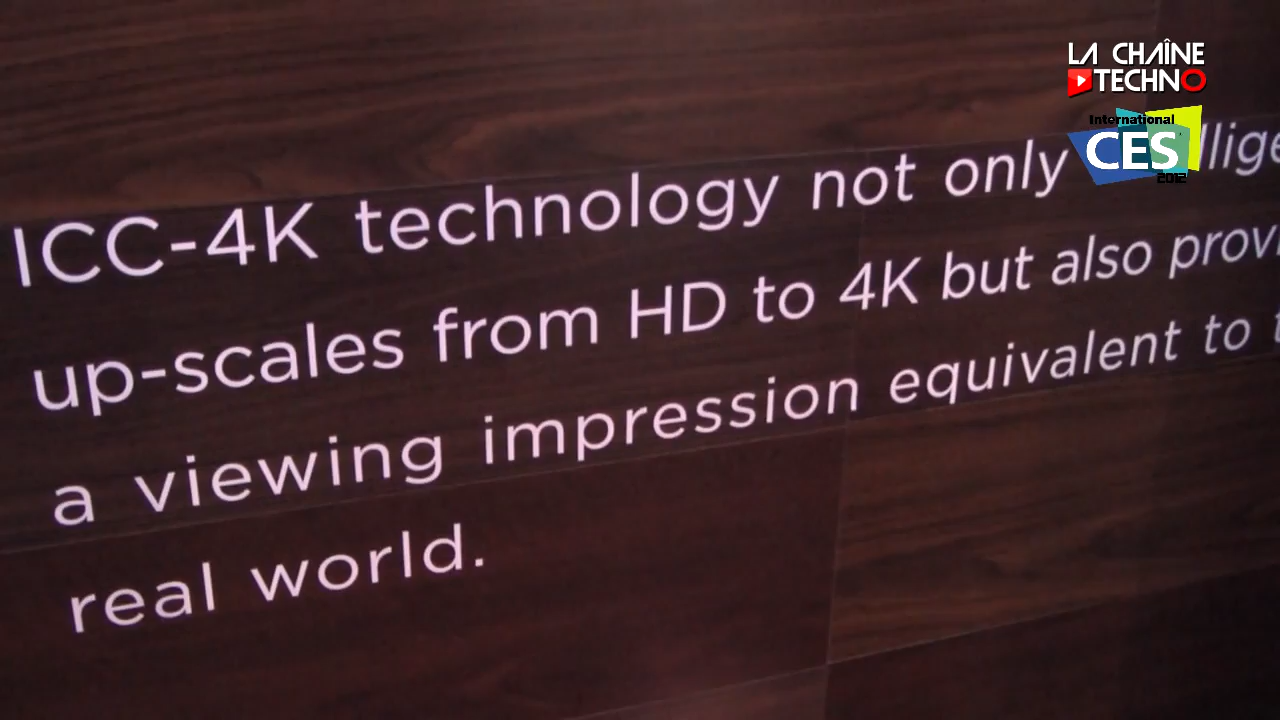 LA CHAÎNE
TECHNO
International
CES
2012
ICC-4K technology not only
up-scales from HD to 4K but also
a viewing impression equivalent to
real world.